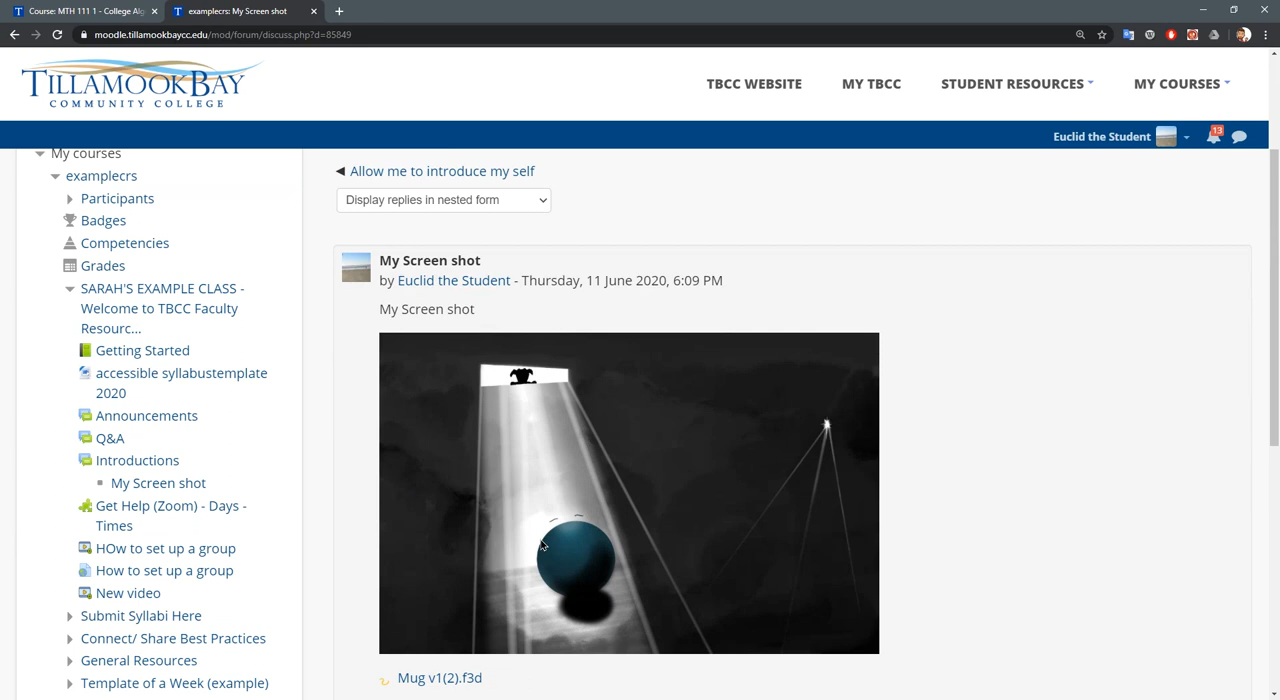 Course: MTH 111 1 - College Alg
examplecrs: My Screen shot
moodle.tillamookbaycc.edu/mod/forum/discuss.php?d=85849
TILLAMOOK BAY
COMMUNITY COLLEGE
TBCC WEBSITE
MY TBCC
STUDENT RESOURCES
MY COURSES
Euclid the Student
13
My courses
examplecrs
Participants
Badges
Competencies
Grades
SARAH'S EXAMPLE CLASS -
Welcome to TBCC Faculty
Resourc...
Getting Started
accessible syllabustemplate
2020
Announcements
Q&A
Introductions
My Screen shot
Get Help (Zoom) - Days -
Times
HOw to set up a group
How to set up a group
New video
Submit Syllabi Here
Connect/ Share Best Practices
General Resources
Template of a Week (example)
Allow me to introduce my self
Display replies in nested form
My Screen shot
by Euclid the Student - Thursday, 11 June 2020, 6:09 PM
My Screen shot
Mug v1(2).f3d